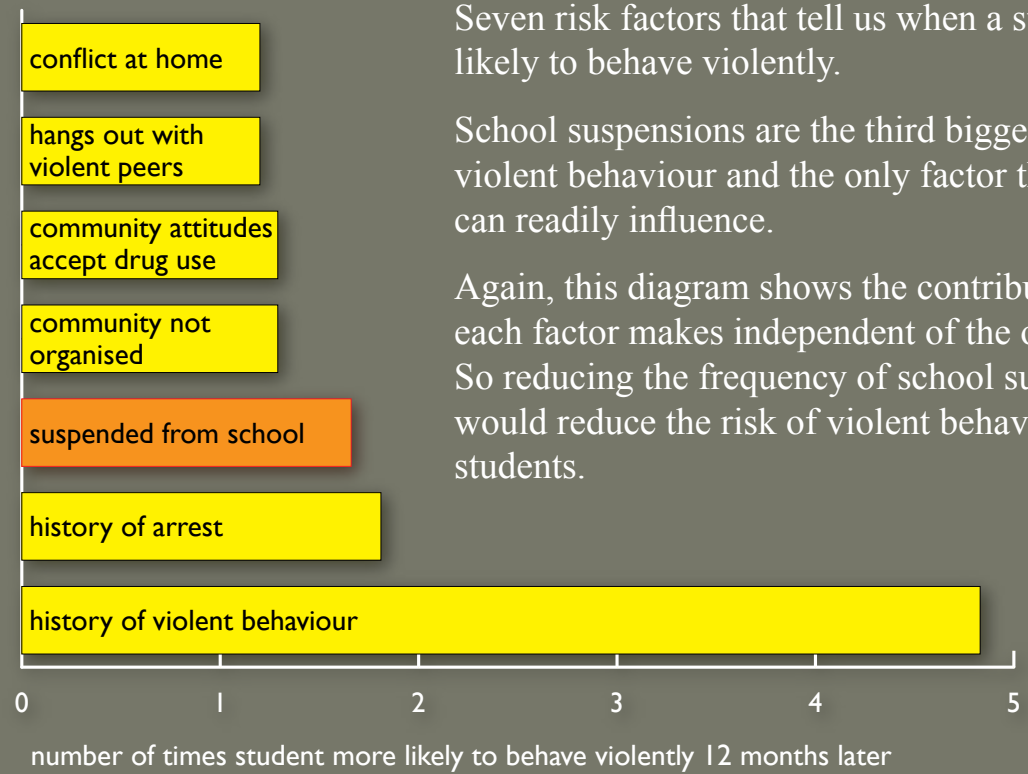 Seven risk factors that tell us when a
likely to behave violently.
School suspensions are the third
violent behaviour and the only factor
can readily influence.
Again, this diagram shows the
each factor makes independent of the
So reducing the frequency of school
would reduce the risk of violent
students.
conflict at home
hangs out with
violent peers
community attitudes
accept drug use
community not
organised
suspended from school
history of arrest
history of violent behaviour
0 1 2 3 4 5
number of times student more likely to behave violently 12 months later